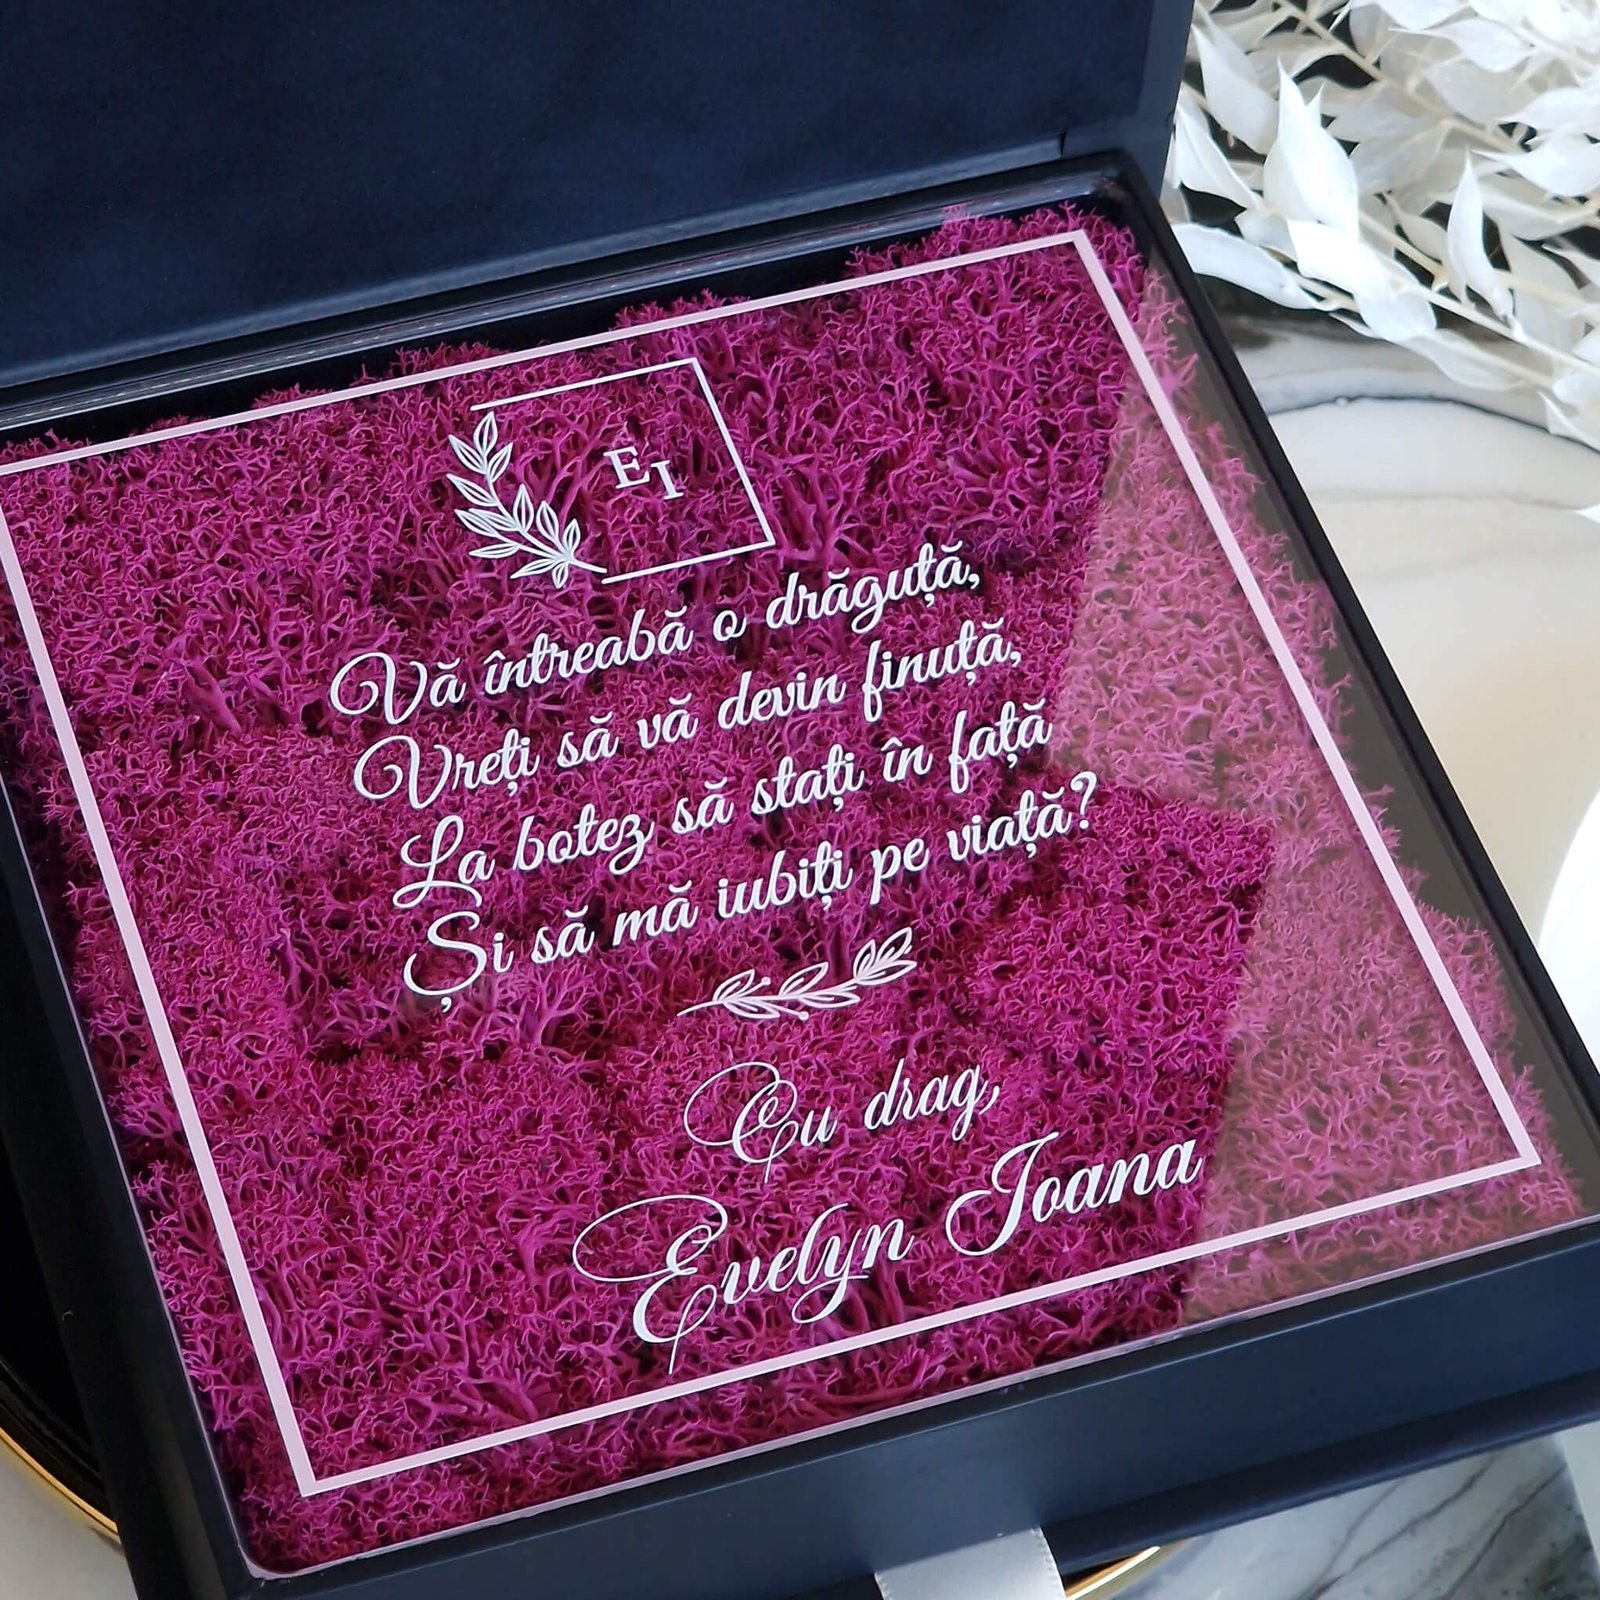 EI
Vă întreabă o drăguță,
Vreți să vă devin finuță,
La botez să stați în față
Și să mă iubiți pe viață?
Cu drag,
Evelyn Ioana